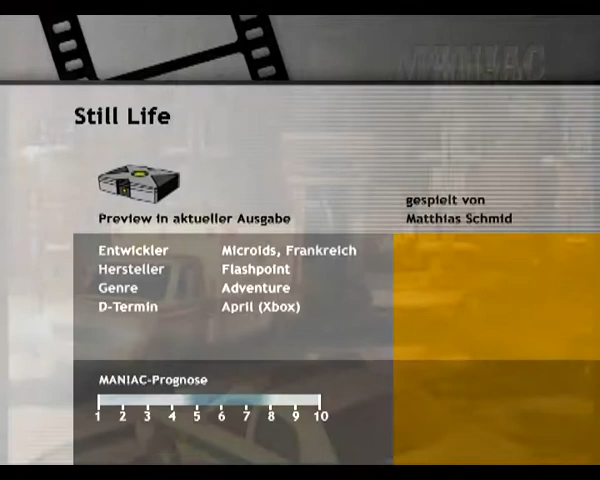 MANIAC
Still Life
Preview in aktueller Ausgabe
gespielt von
Matthias Schmid
Entwickler Microids, Frankreich
Hersteller Flashpoint
Genre Adventure
D-Termin April (Xbox)
MANIAC-Prognose
1 2 3 4 5 6 7 8 9 10